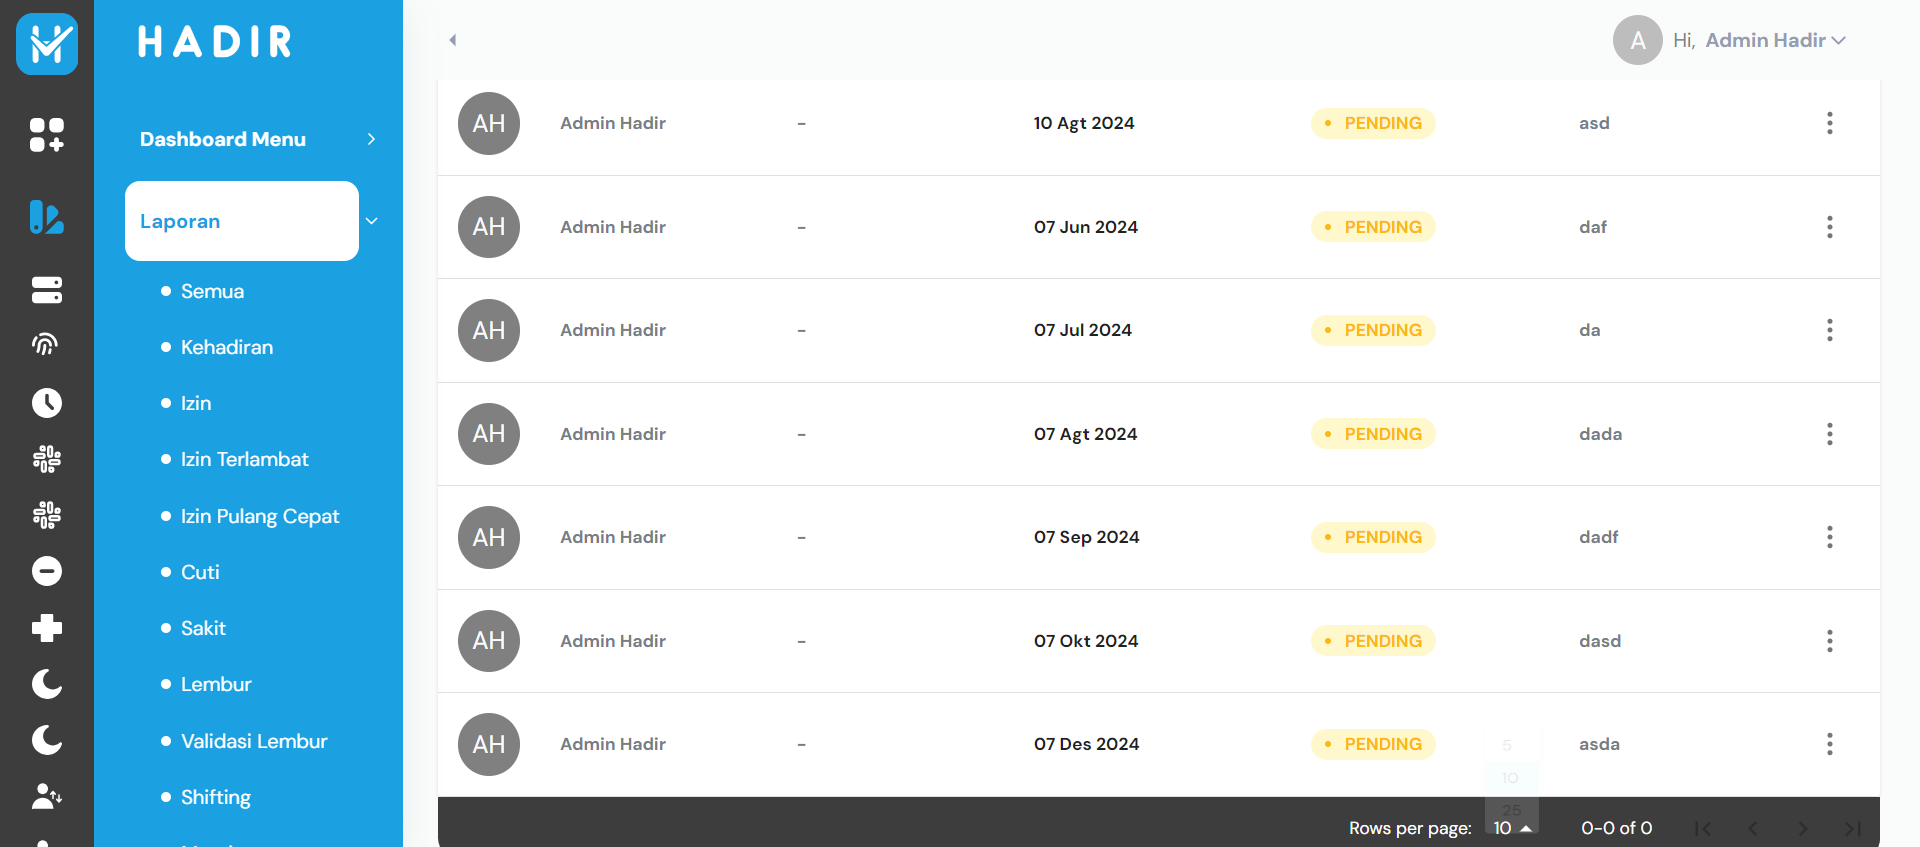 HADIR
Hi, Admin Hadir
A
Dashboard Menu
Laporan
Semua
Kehadiran
Izin
Izin Terlambat
Izin Pulang Cepat
Cuti
Sakit
Lembur
Validasi Lembur
Shifting
AH Admin Hadir - 10 Agt 2024 PENDING asd
AH Admin Hadir - 07 Jun 2024 PENDING daf
AH Admin Hadir - 07 Jul 2024 PENDING da
AH Admin Hadir - 07 Agt 2024 PENDING dada
AH Admin Hadir - 07 Sep 2024 PENDING dadf
AH Admin Hadir - 07 Okt 2024 PENDING dasd
AH Admin Hadir - 07 Des 2024 PENDING asda
5
10
25
Rows per page: 10 0-0 of 0